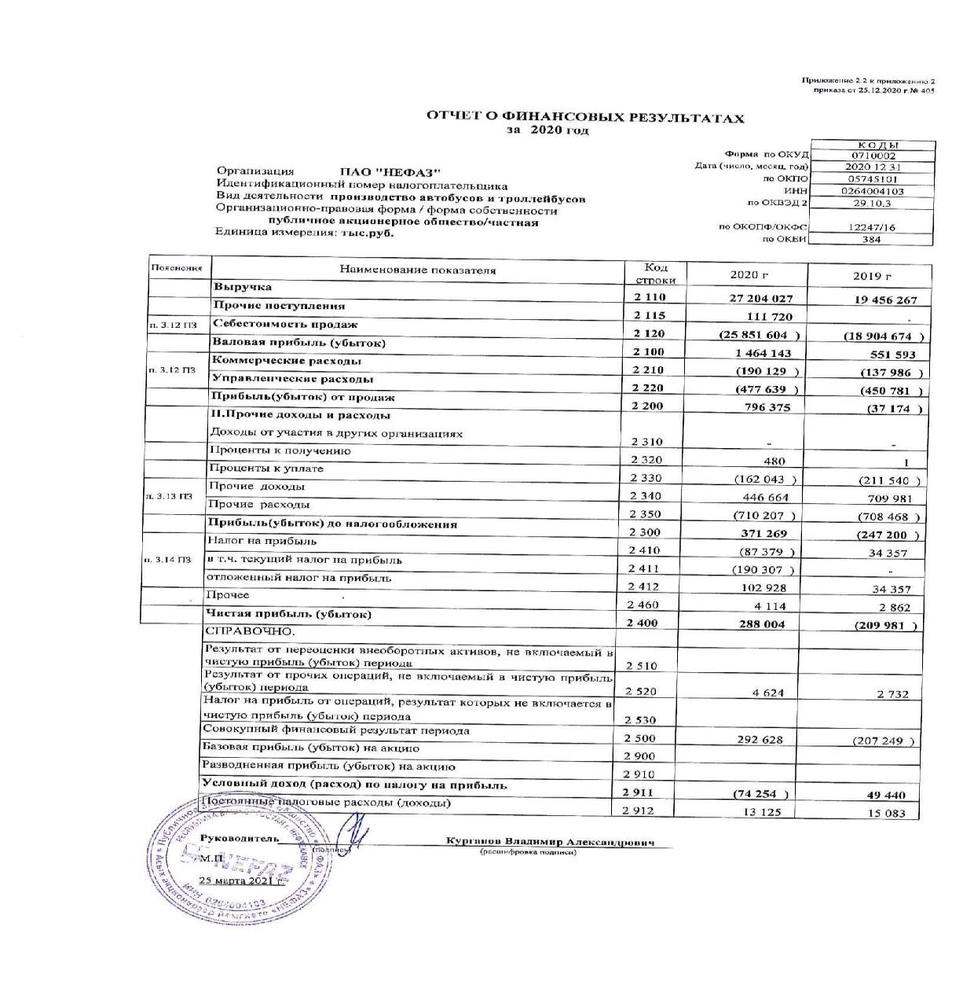 Приложение 2.2 к приложению 2
приказа от 25.12.2020 г.№ 405
ОТЧЕТ О ФИНАНСОВЫХ РЕЗУЛЬТАТАХ
за 2020 год
КОДЫ
Форма по ОКУД 0710002
Дата (число, месяц, год) 2020 12 31
Организация ПАО "НЕФАЗ" по ОКПО 05745101
Идентификационный номер налогоплательщика ИНН 0264004103
Вид деятельности производство автобусов и троллейбусов по ОКВЭД 2 29.10.3
Организационно-правовая форма / форма собственности
публичное акционерное общество/частная по ОКОПФ/ОКФС 12247/16
Единица измерения: тыс.руб. по ОКЕИ 384
Пояснения Наименование показателя Код строки 2020 г 2019 г
Выручка 2 110 27 204 027 19 456 267
Прочие поступления 2 115 111 720 -
п. 3.12 ПЗ Себестоимость продаж 2 120 (25 851 604 ) (18 904 674 )
Валовая прибыль (убыток) 2 100 1 464 143 551 593
п. 3.12 ПЗ Коммерческие расходы 2 210 (190 129 ) (137 986 )
Управленческие расходы 2 220 (477 639 ) (450 781 )
Прибыль(убыток) от продаж 2 200 796 375 (37 174 )
II.Прочие доходы и расходы
Доходы от участия в других организациях 2 310 - -
Проценты к получению 2 320 480 1
Проценты к уплате 2 330 (162 043 ) (211 540 )
п. 3.13 ПЗ Прочие доходы 2 340 446 664 709 981
Прочие расходы 2 350 (710 207 ) (708 468 )
Прибыль(убыток) до налогообложения 2 300 371 269 (247 200 )
Налог на прибыль 2 410 (87 379 ) 34 357
п. 3.14 ПЗ в т.ч. текущий налог на прибыль 2 411 (190 307 ) -
отложенный налог на прибыль 2 412 102 928 34 357
Прочее 2 460 4 114 2 862
Чистая прибыль (убыток) 2 400 288 004 (209 981 )
СПРАВОЧНО.
Результат от переоценки внеоборотных активов, не включаемый в
чистую прибыль (убыток) периода 2 510
Результат от прочих операций, не включаемый в чистую прибыль
(убыток) периода 2 520 4 624 2 732
Налог на прибыль от операций, результат которых не включается в
чистую прибыль (убыток) периода 2 530
Совокупный финансовый результат периода 2 500 292 628 (207 249 )
Базовая прибыль (убыток) на акцию 2 900
Разводненная прибыль (убыток) на акцию 2 910
Условный доход (расход) по налогу на прибыль 2 911 (74 254 ) 49 440
Постоянные налоговые расходы (доходы) 2 912 13 125 15 083
Руководитель Курганов Владимир Александрович
(подпись) (расшифровка подписи)
М.П.
NEFAZ
25 марта 2021 г.
ИНН 0264004103